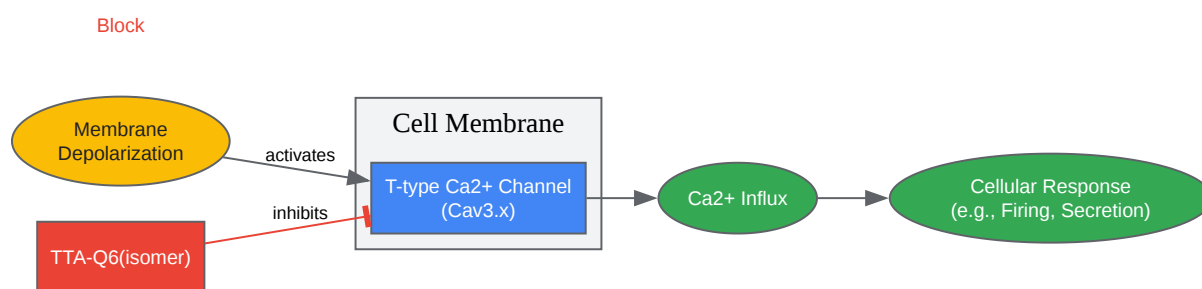 Block
Membrane
Depolarization
activates
Cell Membrane
T-type Ca2+ Channel
(Cav3.x)
inhibits
TTA-Q6(isomer)
Ca2+ Influx
Cellular Response
(e.g., Firing, Secretion)